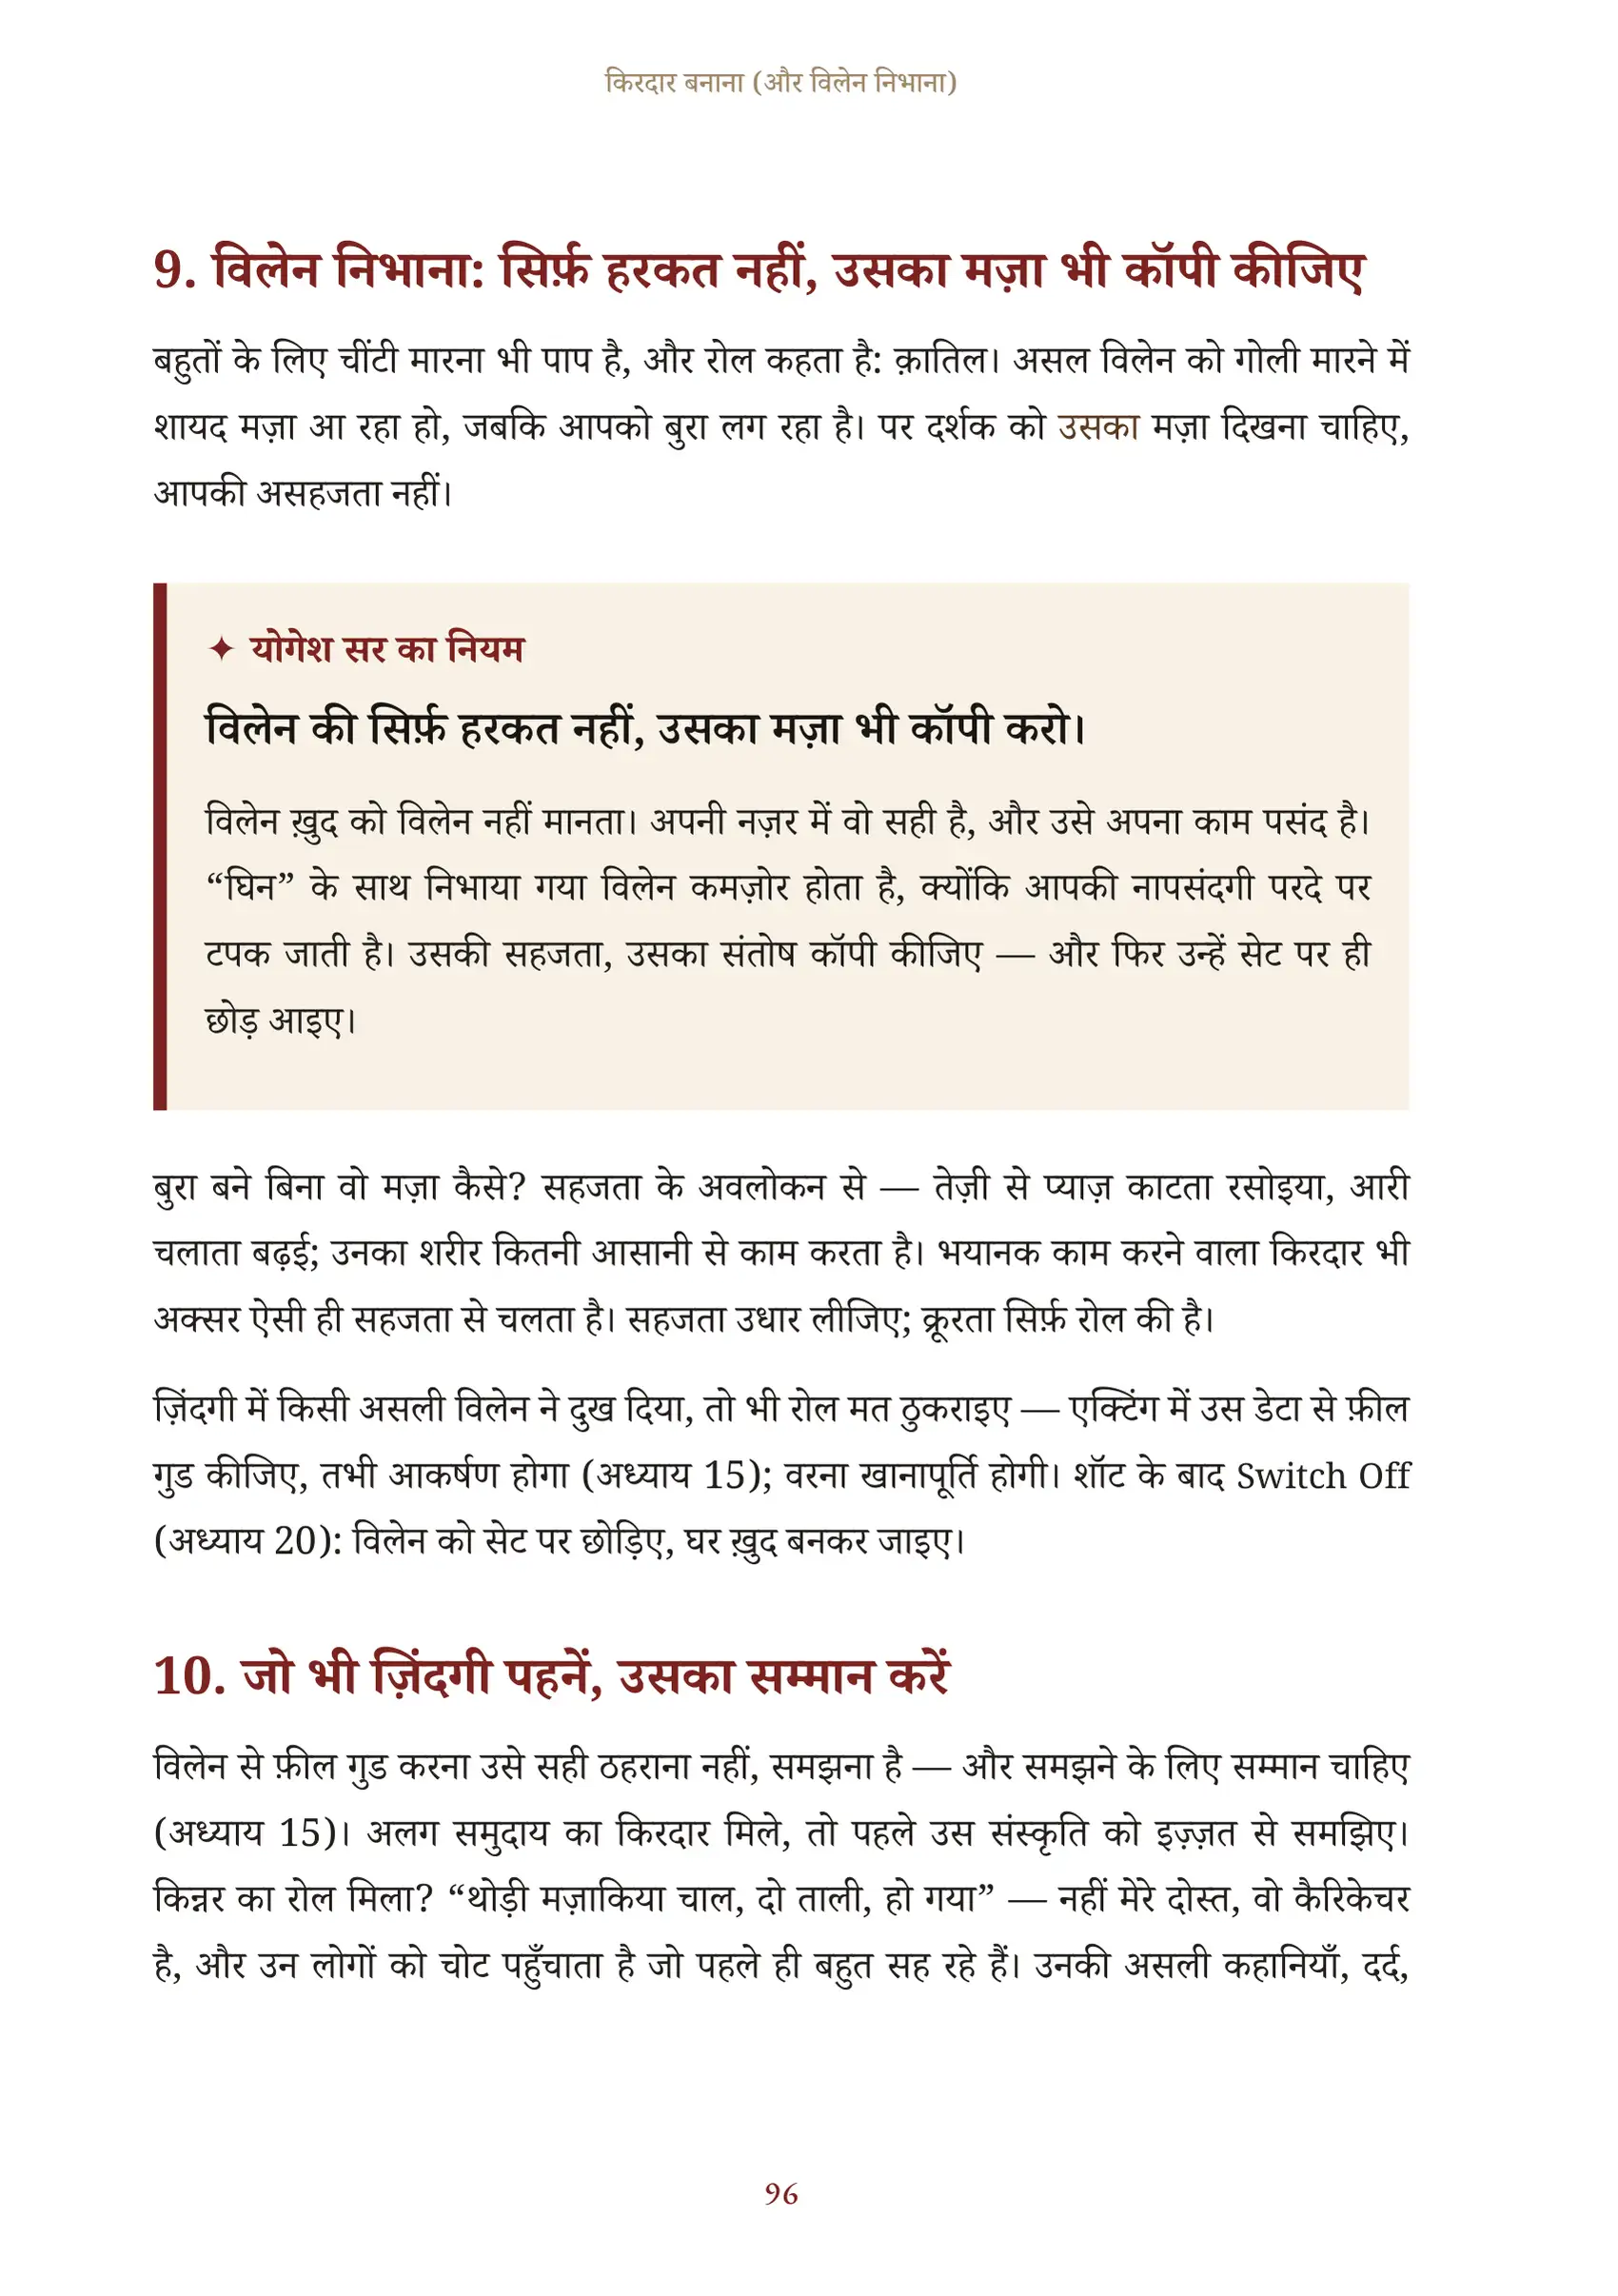 किरदार बनाना (और विलेन निभाना)
9. विलेन निभाना: सिर्फ़ हरकत नहीं, उसका मज़ा भी कॉपी कीजिए
बहुतों के लिए चींटी मारना भी पाप है, और रोल कहता है: क़ातिल। असल विलेन को गोली मारने में
शायद मज़ा आ रहा हो, जबकि आपको बुरा लग रहा है। पर दर्शक को उसका मज़ा दिखना चाहिए,
आपकी असहजता नहीं।
✦ योगेश सर का नियम
विलेन की सिर्फ़ हरकत नहीं, उसका मज़ा भी कॉपी करो।
विलेन ख़ुद को विलेन नहीं मानता। अपनी नज़र में वो सही है, और उसे अपना काम पसंद है।
“घिन” के साथ निभाया गया विलेन कमज़ोर होता है, क्योंकि आपकी नापसंदगी परदे पर
टपक जाती है। उसकी सहजता, उसका संतोष कॉपी कीजिए — और फिर उन्हें सेट पर ही
छोड़ आइए।
बुरा बने बिना वो मज़ा कैसे? सहजता के अवलोकन से — तेज़ी से प्याज़ काटता रसोइया, आरी
चलाता बढ़ई; उनका शरीर कितनी आसानी से काम करता है। भयानक काम करने वाला किरदार भी
अक्सर ऐसी ही सहजता से चलता है। सहजता उधार लीजिए; क्रूरता सिर्फ़ रोल की है।
ज़िंदगी में किसी असली विलेन ने दुख दिया, तो भी रोल मत ठुकराइए — एक्टिंग में उस डेटा से फ़ील
गुड कीजिए, तभी आकर्षण होगा (अध्याय 15); वरना खानापूर्ति होगी। शॉट के बाद Switch Off
(अध्याय 20): विलेन को सेट पर छोड़िए, घर ख़ुद बनकर जाइए।
10. जो भी ज़िंदगी पहनें, उसका सम्मान करें
विलेन से फ़ील गुड करना उसे सही ठहराना नहीं, समझना है — और समझने के लिए सम्मान चाहिए
(अध्याय 15)। अलग समुदाय का किरदार मिले, तो पहले उस संस्कृति को इज़्ज़त से समझिए।
किन्नर का रोल मिला? “थोड़ी मज़ाकिया चाल, दो ताली, हो गया” — नहीं मेरे दोस्त, वो कैरिकेचर
है, और उन लोगों को चोट पहुँचाता है जो पहले ही बहुत सह रहे हैं। उनकी असली कहानियाँ, दर्द,
96